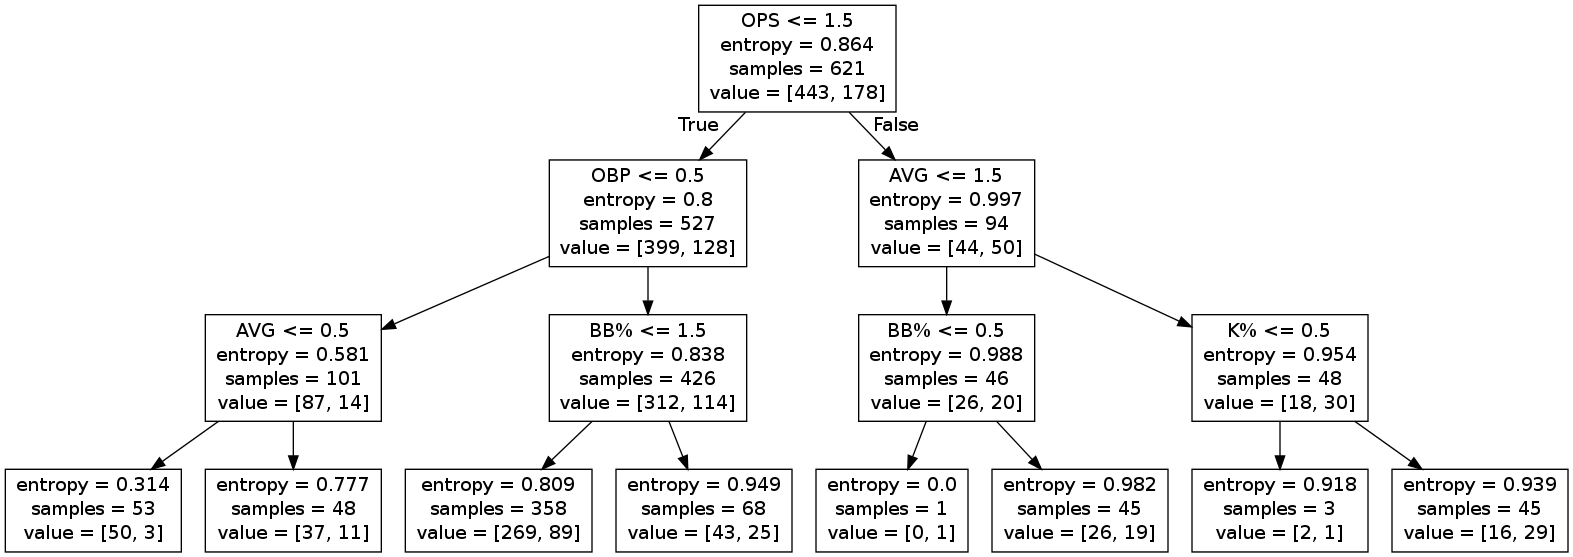 OPS <= 1.5
entropy = 0.864
samples = 621
value = [443, 178]
True
False
OBP <= 0.5
entropy = 0.8
samples = 527
value = [399, 128]
AVG <= 1.5
entropy = 0.997
samples = 94
value = [44, 50]
AVG <= 0.5
entropy = 0.581
samples = 101
value = [87, 14]
BB% <= 1.5
entropy = 0.838
samples = 426
value = [312, 114]
BB% <= 0.5
entropy = 0.988
samples = 46
value = [26, 20]
K% <= 0.5
entropy = 0.954
samples = 48
value = [18, 30]
entropy = 0.314
samples = 53
value = [50, 3]
entropy = 0.777
samples = 48
value = [37, 11]
entropy = 0.809
samples = 358
value = [269, 89]
entropy = 0.949
samples = 68
value = [43, 25]
entropy = 0.0
samples = 1
value = [0, 1]
entropy = 0.982
samples = 45
value = [26, 19]
entropy = 0.918
samples = 3
value = [2, 1]
entropy = 0.939
samples = 45
value = [16, 29]